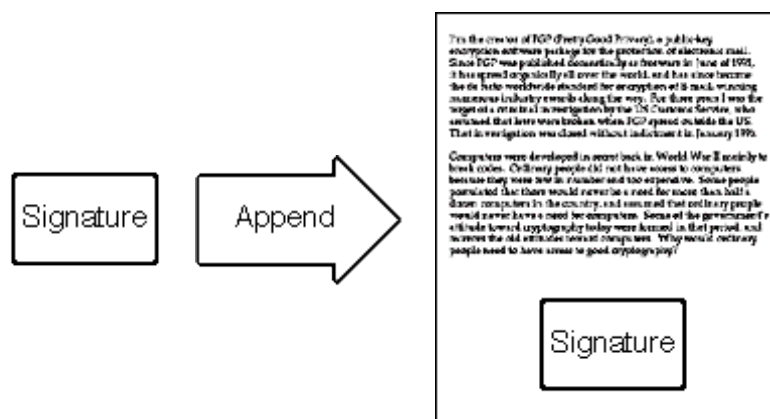 Signature
Append
I'm the creator of PGP (Pretty Good Privacy), a public-key
encryption software package for the protection of electronic mail.
Since PGP was published domestically as freeware in June of 1991,
it has spread organically all over the world, and has since become
the de facto worldwide standard for encryption of E-mail, winning
numerous industry awards along the way. For three years I was the
target of a criminal investigation by the US Customs Service, who
assumed that laws were broken when PGP spread outside the US.
That investigation was closed without indictment in January 1996.
Computers were developed in secret back in World War II mainly to
break codes. Ordinary people did not have access to computers
because they were few in number and too expensive. Some people
postulated that there would never be a need for more than half a
dozen computers in the country, and assumed that ordinary people
would never have a need for computers. Some of the government's
attitude toward cryptography today were formed in that period, and
mirrors the old attitudes toward computers. Why would ordinary
people need to have access to good cryptography?
Signature